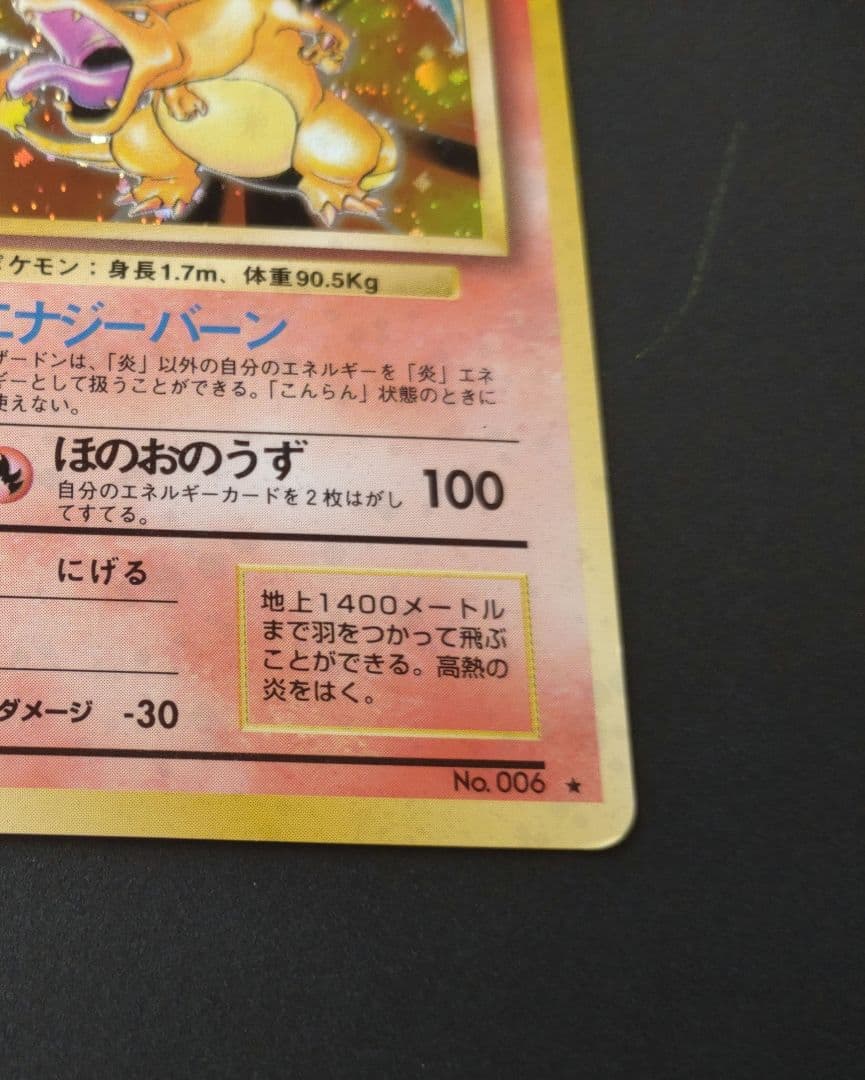 ポケモン：身長1.7m、体重90.5Kg
エナジーバーン
ザードンは、「炎」以外の自分のエネルギーを「炎」エネ
ギーとして扱うことができる。「こんらん」状態のときに
使えない。
ほのおのうず 100
自分のエネルギーカードを2枚はがし
てすてる。
にげる
地上1400メートル
まで羽をつかって飛ぶ
ことができる。高熱の
炎をはく。
ダメージ -30
No.006 ★